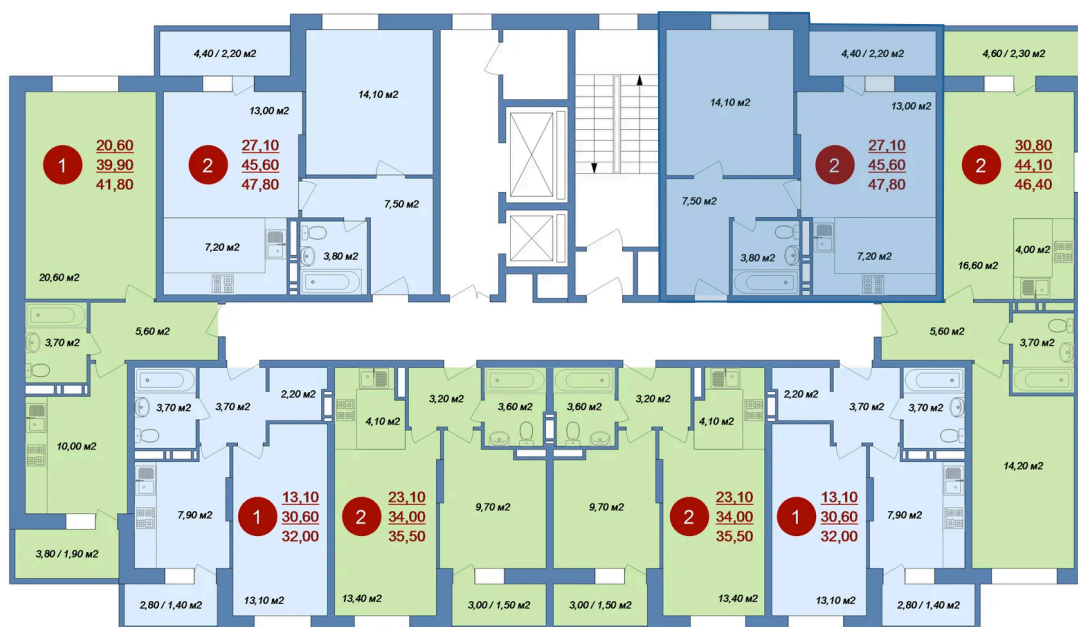 4,40 / 2,20 м2
13,00 м2
14,10 м2
2
27,10
45,60
47,80
7,20 м2
3,80 м2
7,50 м2
1
20,60
39,90
41,80
20,60 м2
5,60 м2
3,70 м2
10,00 м2
3,80 / 1,90 м2
14,10 м2
4,40 / 2,20 м2
13,00 м2
2
27,10
45,60
47,80
7,50 м2
3,80 м2
7,20 м2
4,60 / 2,30 м2
2
30,80
44,10
46,40
4,00 м2
16,60 м2
5,60 м2
3,70 м2
14,20 м2
3,70 м2
3,70 м2
2,20 м2
7,90 м2
1
13,10
30,60
32,00
13,10 м2
2,80 / 1,40 м2
4,10 м2
3,20 м2
3,60 м2
2
23,10
34,00
35,50
9,70 м2
13,40 м2
3,00 / 1,50 м2
3,60 м2
3,20 м2
4,10 м2
9,70 м2
2
23,10
34,00
35,50
13,40 м2
3,00 / 1,50 м2
2,20 м2
3,70 м2
3,70 м2
1
13,10
30,60
32,00
7,90 м2
13,10 м2
2,80 / 1,40 м2